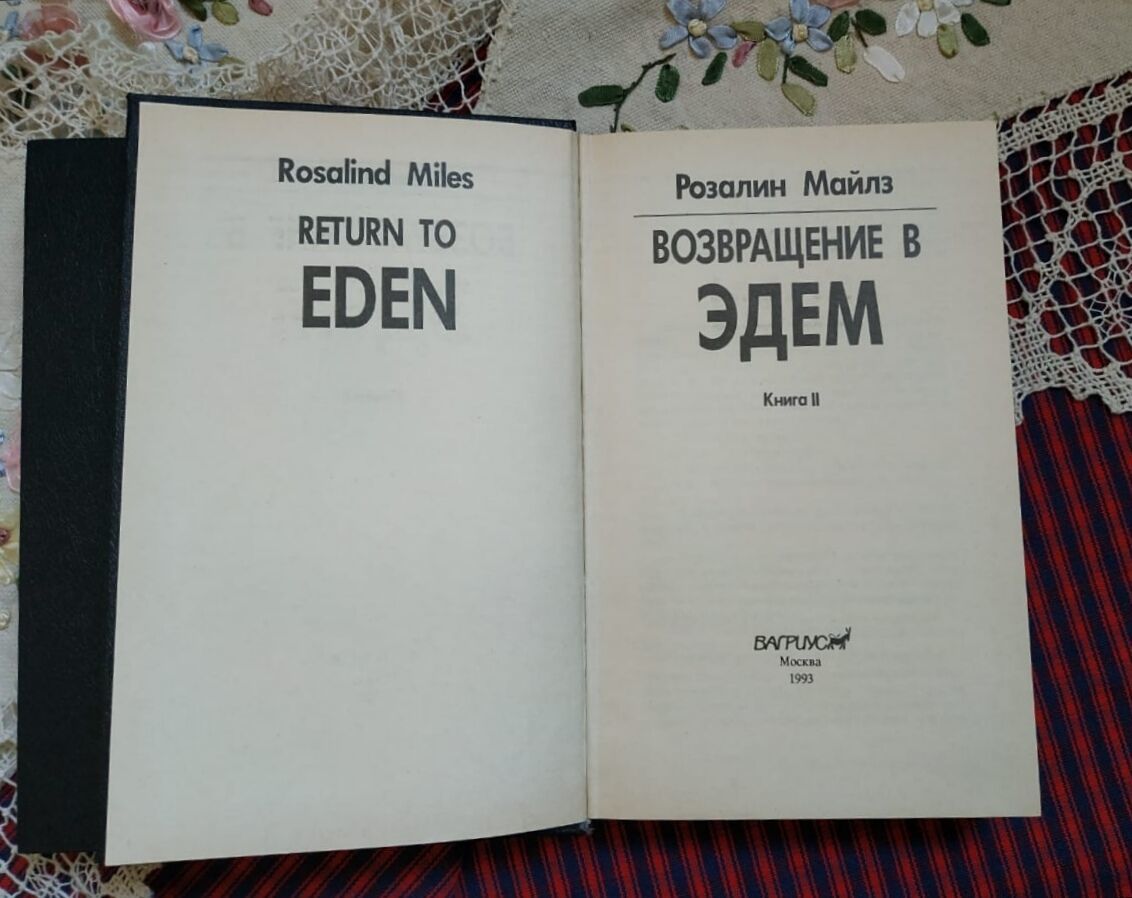 Rosalind Miles
RETURN TO
EDEN
Розалин Майлз
ВОЗВРАЩЕНИЕ В
ЭДЕМ
Книга II
ВАГРИУС
Москва
1993